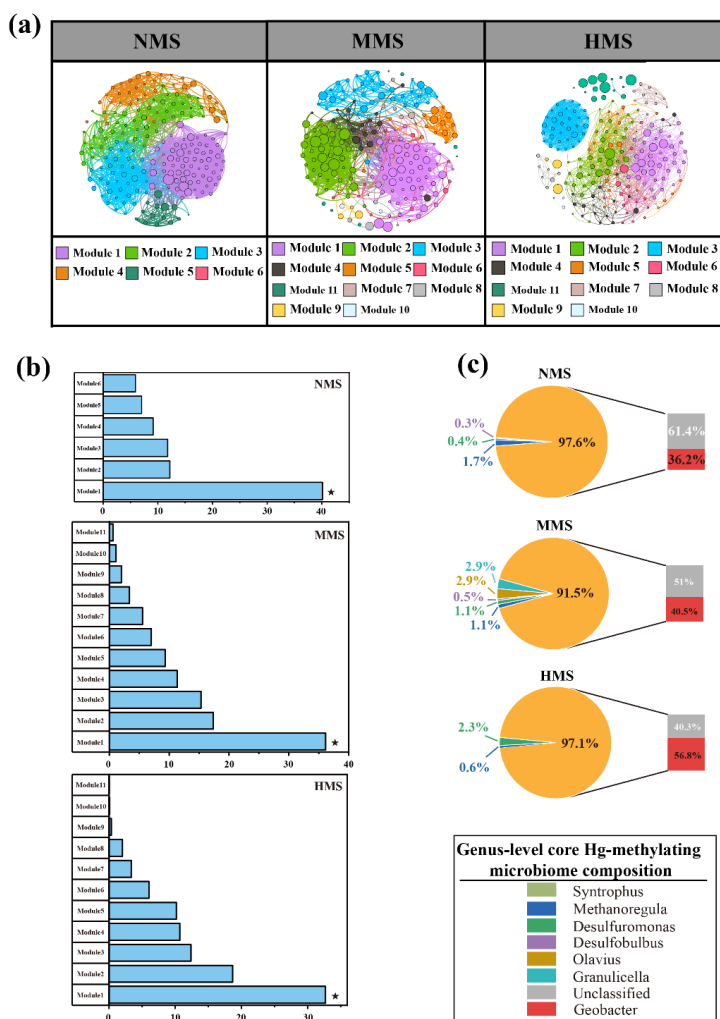 (a)
NMS MMS HMS
Module 1 Module 2 Module 3
Module 4 Module 5 Module 6
Module 1 Module 2 Module 3
Module 4 Module 5 Module 6
Module 11 Module 7 Module 8
Module 9 Module 10
Module 1 Module 2 Module 3
Module 4 Module 5 Module 6
Module 11 Module 7 Module 8
Module 9 Module 10
(b)
NMS
Module6
Module5
Module4
Module3
Module2
Module1
★
0 10 20 30 40
MMS
Module11
Module10
Module9
Module8
Module7
Module6
Module5
Module4
Module3
Module2
Module1
★
0 10 20 30 40
HMS
Module11
Module10
Module9
Module8
Module7
Module6
Module5
Module4
Module3
Module2
Module1
★
0 10 20 30
(c)
NMS
0.3%
0.4%
1.7%
97.6%
61.4%
36.2%
MMS
2.9%
2.9%
0.5%
1.1%
1.1%
91.5%
51%
40.5%
HMS
2.3%
0.6%
97.1%
40.3%
56.8%
Genus-level core Hg-methylating
microbiome composition
Syntrophus
Methanoregula
Desulfuromonas
Desulfobulbus
Olavius
Granulicella
Unclassified
Geobacter